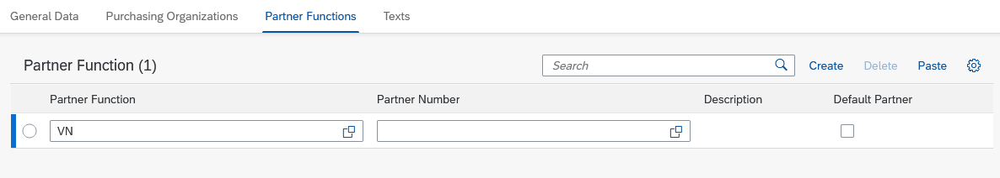 General Data Purchasing Organizations Partner Functions Texts
Partner Function (1) Search Create Delete Paste
Partner Function Partner Number Description Default Partner
VN